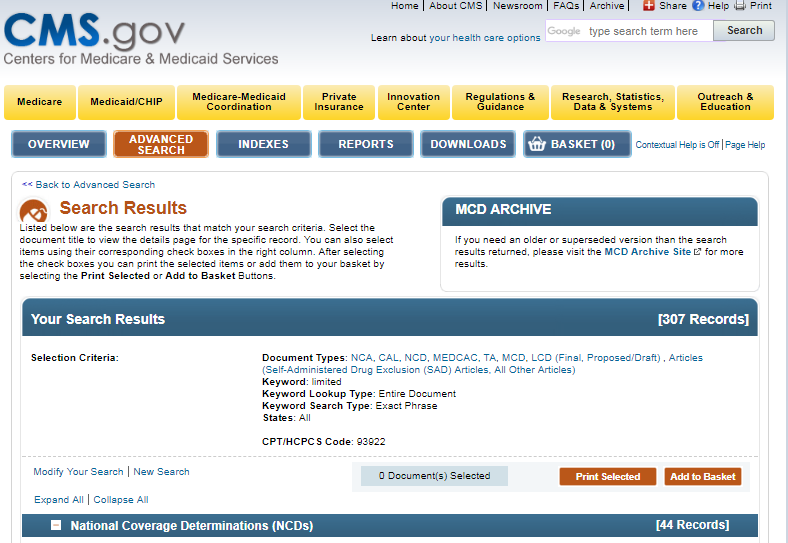 Home | About CMS | Newsroom | FAQs | Archive | Share Help Print
CMS.gov
Centers for Medicare & Medicaid Services
Learn about your health care options
Google type search term here
Search
Medicare
Medicaid/CHIP
Medicare-Medicaid
Coordination
Private
Insurance
Innovation
Center
Regulations &
Guidance
Research, Statistics,
Data & Systems
Outreach &
Education
OVERVIEW
ADVANCED
SEARCH
INDEXES
REPORTS
DOWNLOADS
BASKET (0)
Contextual Help is Off | Page Help
<< Back to Advanced Search
Search Results
Listed below are the search results that match your search criteria. Select the
document title to view the details page for the specific record. You can also select
items using their corresponding check boxes in the right column. After selecting
the check boxes you can print the selected items or add them to your basket by
selecting the Print Selected or Add to Basket Buttons.
MCD ARCHIVE
If you need an older or superseded version than the search
results returned, please visit the MCD Archive Site for more
results.
Your Search Results [307 Records]
Selection Criteria:
Document Types: NCA, CAL, NCD, MEDCAC, TA, MCD, LCD (Final, Proposed/Draft) , Articles
(Self-Administered Drug Exclusion (SAD) Articles, All Other Articles)
Keyword: limited
Keyword Lookup Type: Entire Document
Keyword Search Type: Exact Phrase
States: All
CPT/HCPCS Code: 93922
Modify Your Search | New Search
0 Document(s) Selected
Print Selected
Add to Basket
Expand All | Collapse All
National Coverage Determinations (NCDs) [44 Records]